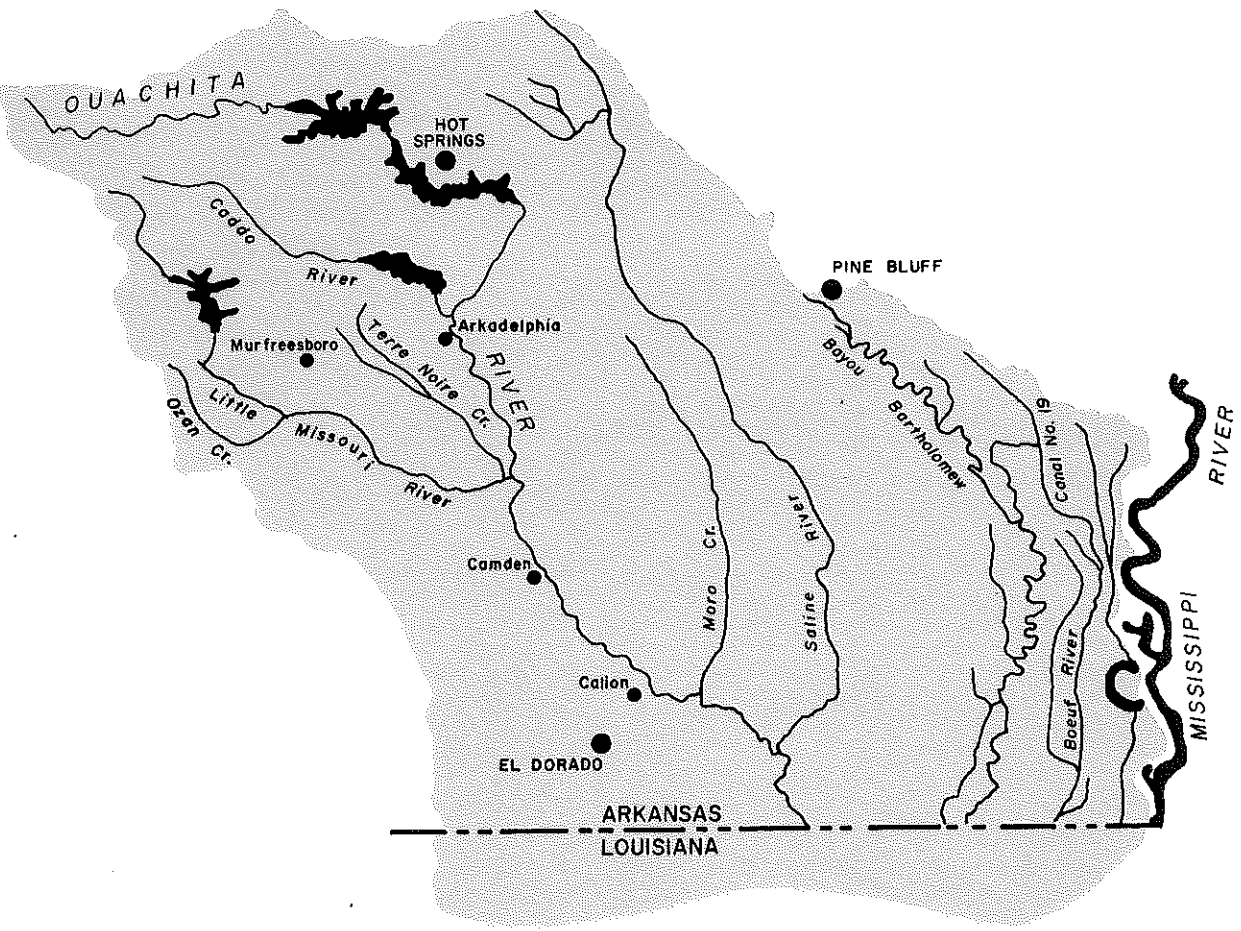 OUACHITA
HOT
SPRINGS
Caddo
River
PINE BLUFF
Arkadelphia
Murfreesboro
Terre Noire Cr.
RIVER
Little
Missouri
River
Ozan Cr.
Bayou
Bartholomew
Canal No. 19
RIVER
MISSISSIPPI
Camden
Moro Cr.
Saline River
Boeuf River
Calion
EL DORADO
ARKANSAS
LOUISIANA